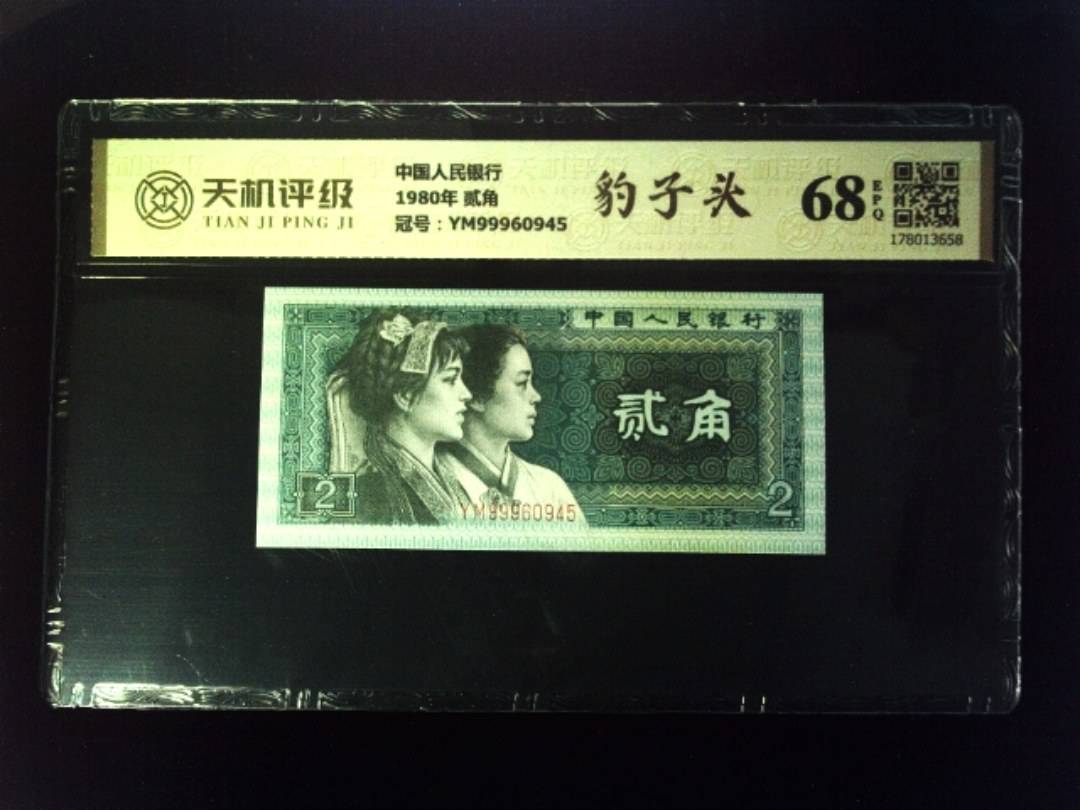 天机评级
TIAN JI PING JI
中国人民银行
1980年 贰角
冠号：YM99960945
豹子头
68
EPQ
178013658
中国人民银行
贰角
2
2
YM99960945